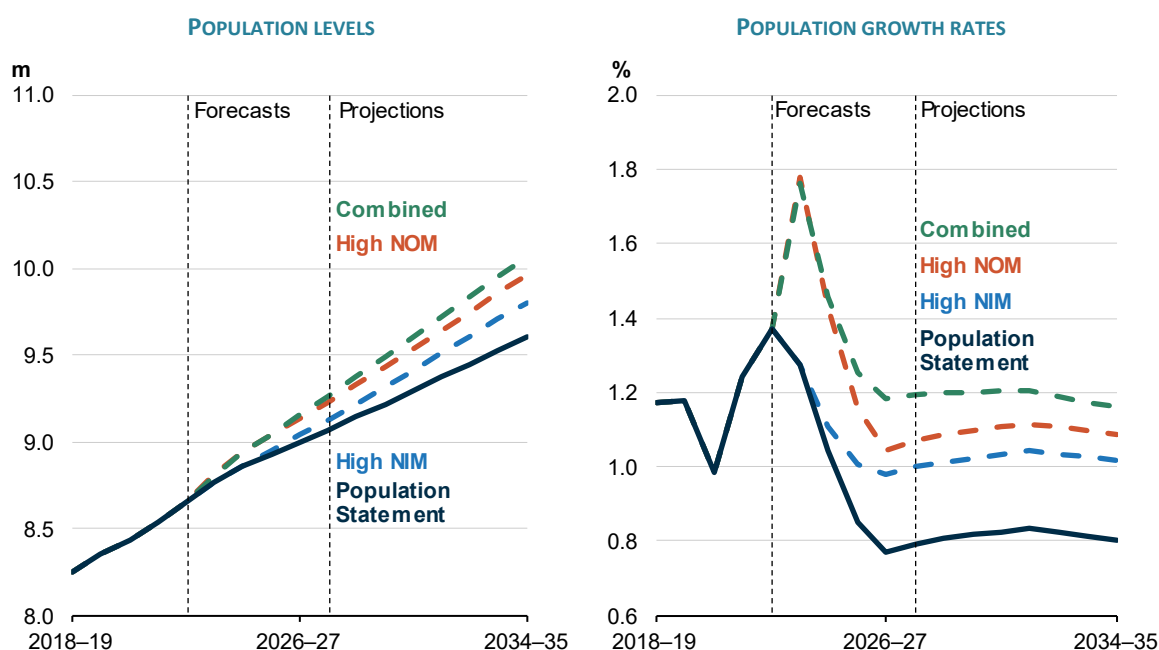 POPULATION LEVELS
m
11.0
10.5
10.0
9.5
9.0
8.5
8.0
Forecasts
Projections
Combined
High NOM
High NIM
Population
Statement
2018–19
2026–27
2034–35
POPULATION GROWTH RATES
%
2.0
1.8
1.6
1.4
1.2
1.0
0.8
0.6
Forecasts
Projections
Combined
High NOM
High NIM
Population
Statement
2018–19
2026–27
2034–35